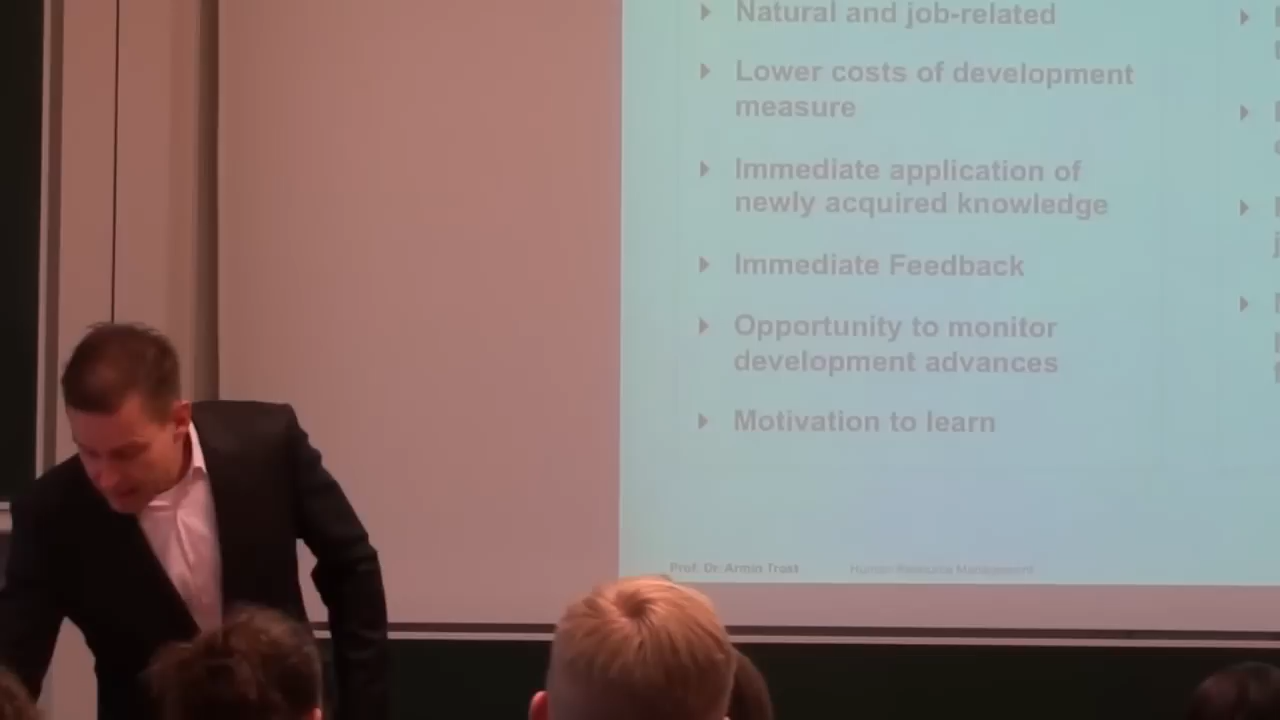 Natural and job-related
Lower costs of development
measure
Immediate application of
newly acquired knowledge
Immediate Feedback
Opportunity to monitor
development advances
Motivation to learn
Prof. Dr. Armin Trost
Human Resource Management